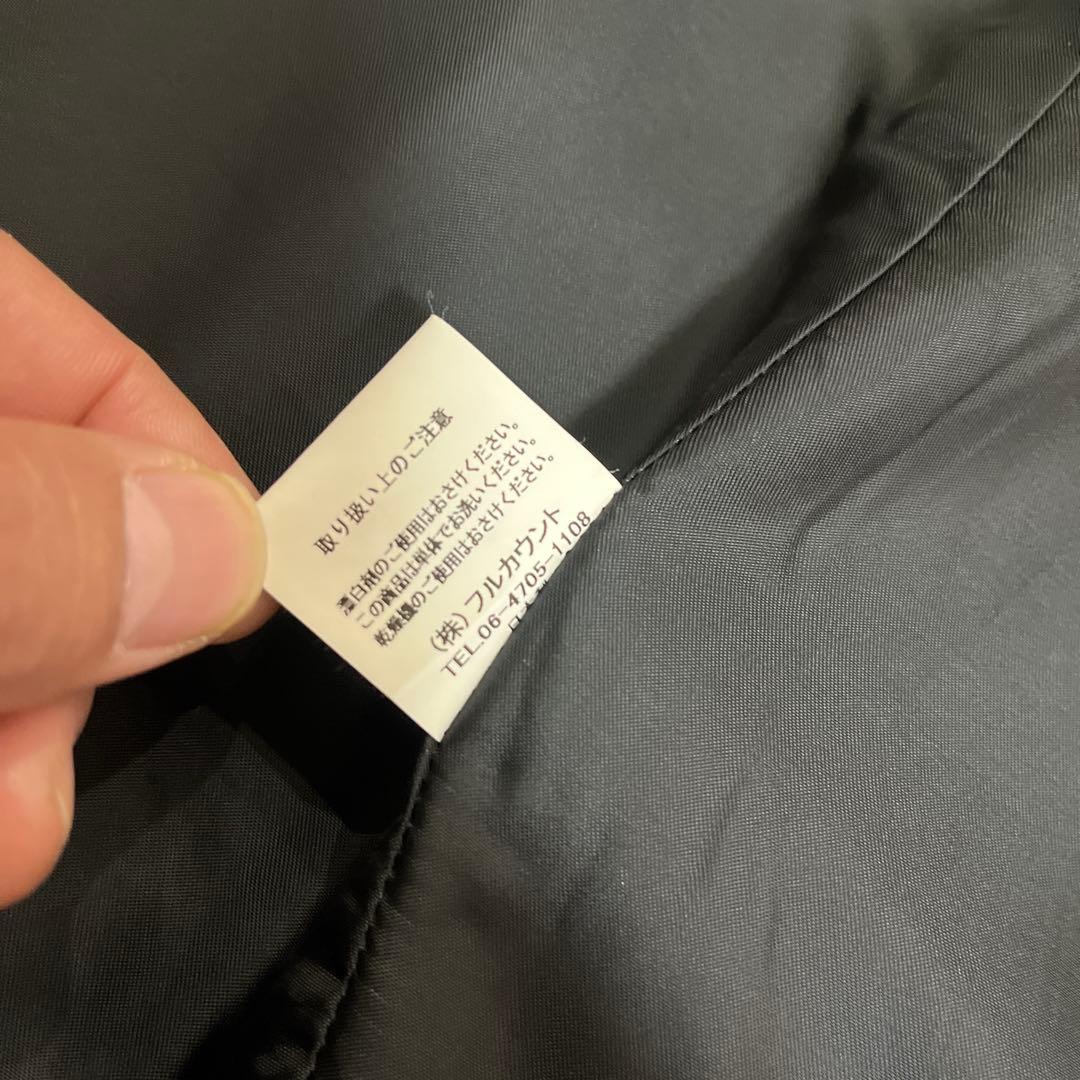 取り扱い上のご注意
漂白剤のご使用はおさけください。
この商品は単体でお洗いください。
乾燥機のご使用はおさけください。
(株)フルカウント
TEL.06-4705-1108